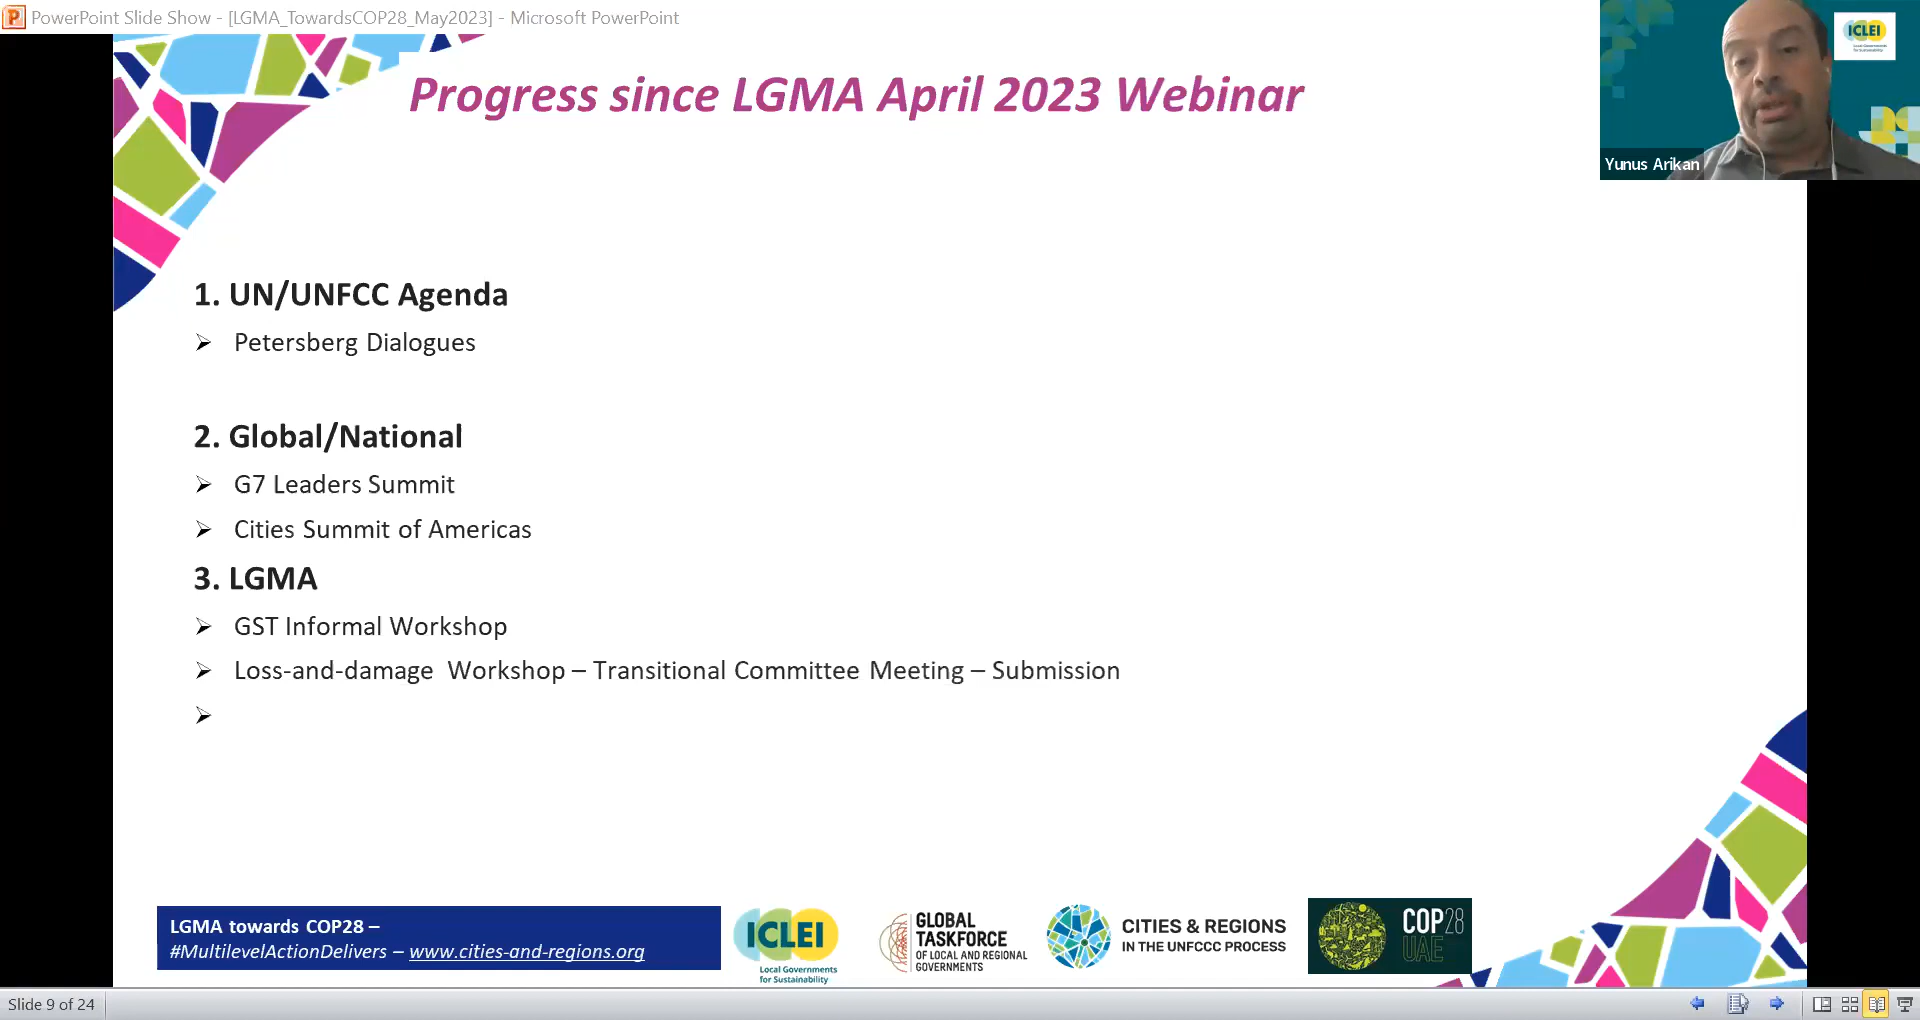 PowerPoint Slide Show - [LGMA_TowardsCOP28_May2023] - Microsoft PowerPoint
Progress since LGMA April 2023 Webinar
ICLEI
Local Governments
for Sustainability
Yunus Arikan
1. UN/UNFCC Agenda
Petersberg Dialogues
2. Global/National
G7 Leaders Summit
Cities Summit of Americas
3. LGMA
GST Informal Workshop
Loss-and-damage Workshop – Transitional Committee Meeting – Submission
LGMA towards COP28 –
#MultilevelActionDelivers – www.cities-and-regions.org
ICLEI
Local Governments
for Sustainability
GLOBAL
TASKFORCE
OF LOCAL AND REGIONAL
GOVERNMENTS
CITIES & REGIONS
IN THE UNFCCC PROCESS
COP28
UAE
Slide 9 of 24